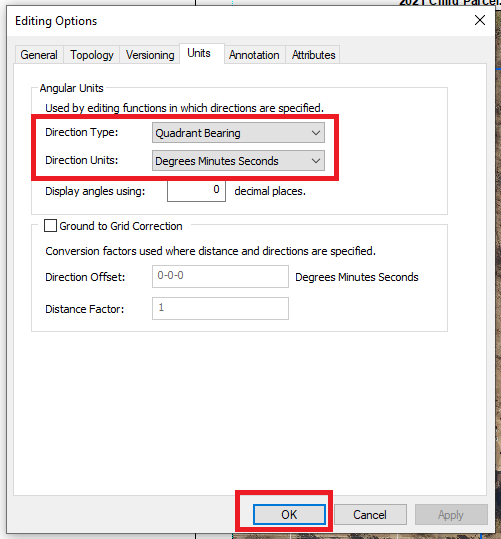 2021 Child Parcel
Editing Options
General Topology Versioning Units Annotation Attributes
Angular Units
Used by editing functions in which directions are specified.
Direction Type: Quadrant Bearing
Direction Units: Degrees Minutes Seconds
Display angles using: 0 decimal places.
Ground to Grid Correction
Conversion factors used where distance and directions are specified.
Direction Offset: 0-0-0 Degrees Minutes Seconds
Distance Factor: 1
OK Cancel Apply